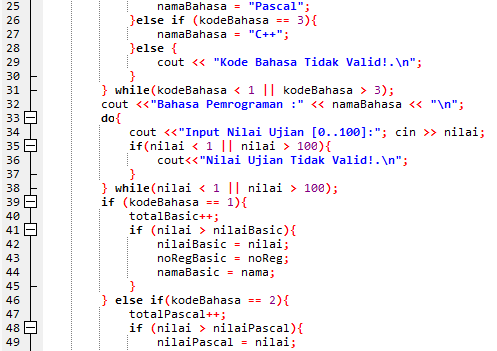 25 namaBahasa = "Pascal";
26 }else if (kodeBahasa == 3){
27 namaBahasa = "C++";
28 }else {
29 cout << "Kode Bahasa Tidak Valid!.\n";
30 }
31 } while(kodeBahasa < 1 || kodeBahasa > 3);
32 cout <<"Bahasa Pemrograman :" << namaBahasa << "\n";
33 do{
34 cout <<"Input Nilai Ujian [0..100]:"; cin >> nilai;
35 if(nilai < 1 || nilai > 100){
36 cout<<"Nilai Ujian Tidak Valid!.\n";
37 }
38 } while(nilai < 1 || nilai > 100);
39 if (kodeBahasa == 1){
40 totalBasic++;
41 if (nilai > nilaiBasic){
42 nilaiBasic = nilai;
43 noRegBasic = noReg;
44 namaBasic = nama;
45 }
46 } else if(kodeBahasa == 2){
47 totalPascal++;
48 if (nilai > nilaiPascal){
49 nilaiPascal = nilai;